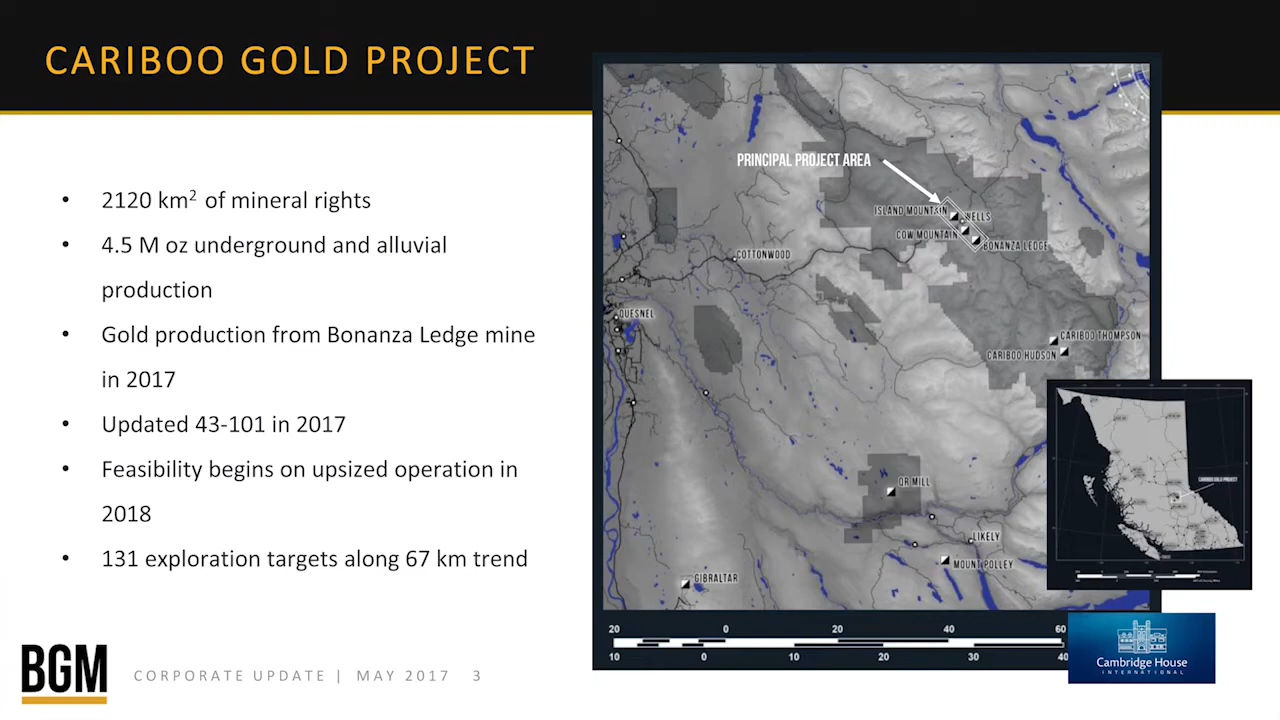 CARIBOO GOLD PROJECT
• 2120 km² of mineral rights
• 4.5 M oz underground and alluvial
production
• Gold production from Bonanza Ledge mine
in 2017
• Updated 43-101 in 2017
• Feasibility begins on upsized operation in
2018
• 131 exploration targets along 67 km trend
PRINCIPAL PROJECT AREA
ISLAND MOUNTAIN
WELLS
COW MOUNTAIN
BONANZA LEDGE
COTTONWOOD
QUESNEL
CARIBOO THOMPSON
CARIBOO HUDSON
CARIBOO GOLD PROJECT
QR MILL
LIKELY
MOUNT POLLEY
GIBRALTAR
20 0 20 40 60
10 0 10 20 30 40
Cambridge House
INTERNATIONAL
BGM
CORPORATE UPDATE | MAY 2017 3